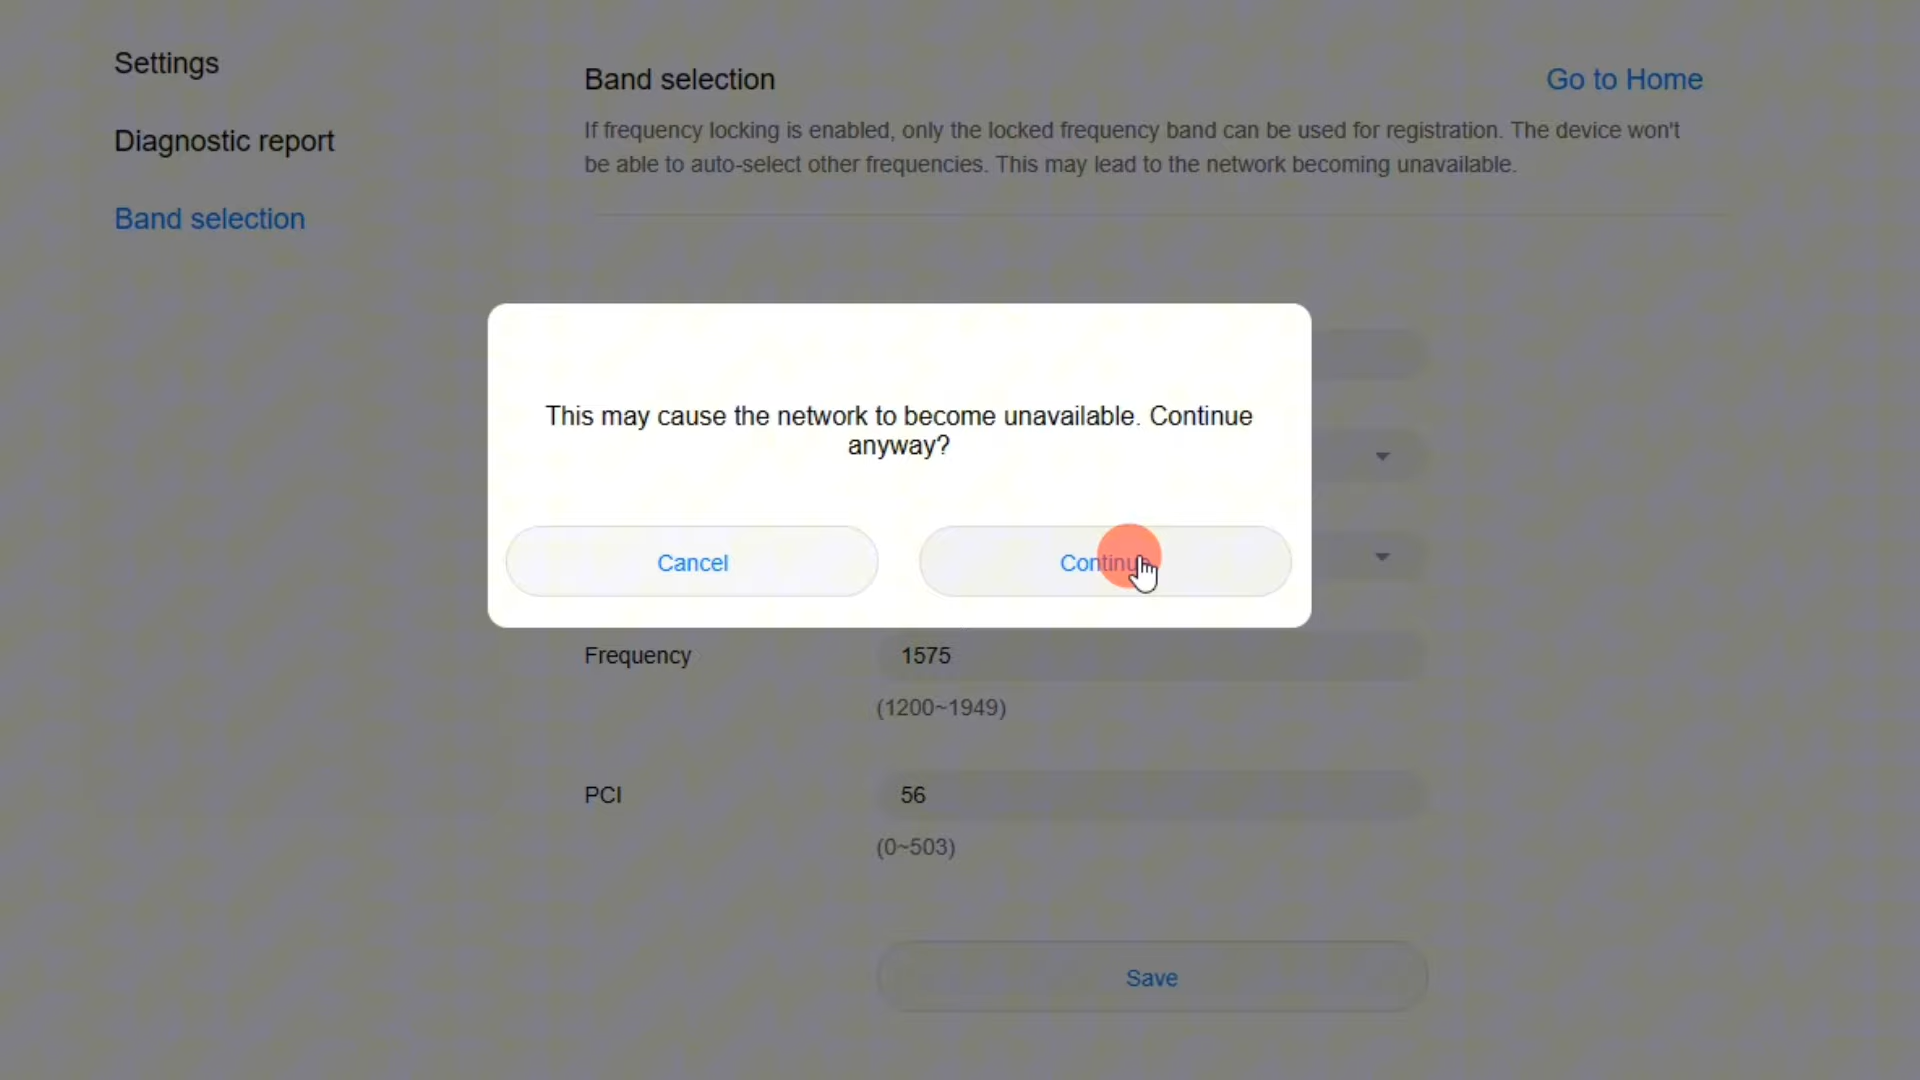 Settings
Diagnostic report
Band selection
Band selection
Go to Home
If frequency locking is enabled, only the locked frequency band can be used for registration. The device won't
be able to auto-select other frequencies. This may lead to the network becoming unavailable.
This may cause the network to become unavailable. Continue
anyway?
Cancel
Continue
Frequency
1575
(1200~1949)
PCI
56
(0~503)
Save